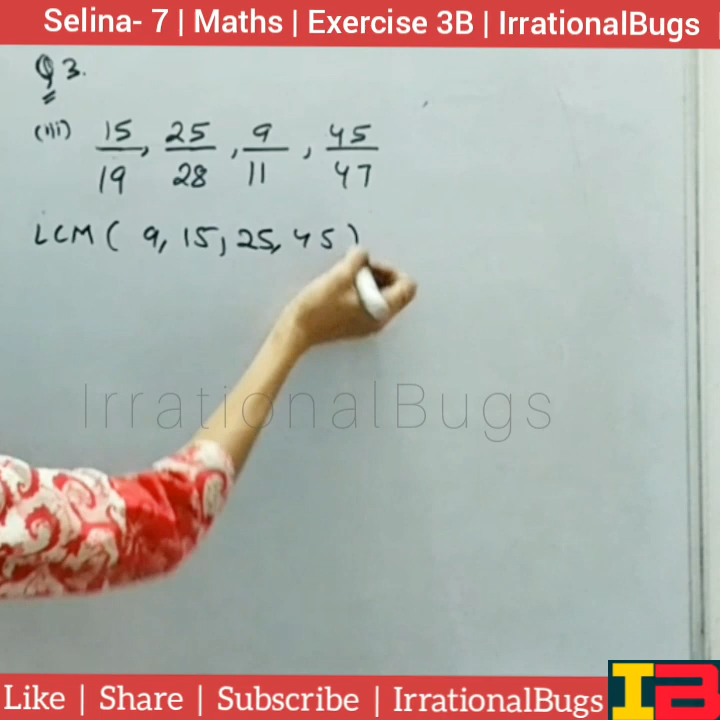 Selina- 7 | Maths | Exercise 3B | IrrationalBugs
Q 3.
(iii) 15/19, 25/28, 9/11, 45/47
LCM ( 9, 15, 25, 45 )
IrrationalBugs
Like | Share | Subscribe | IrrationalBugs
IB